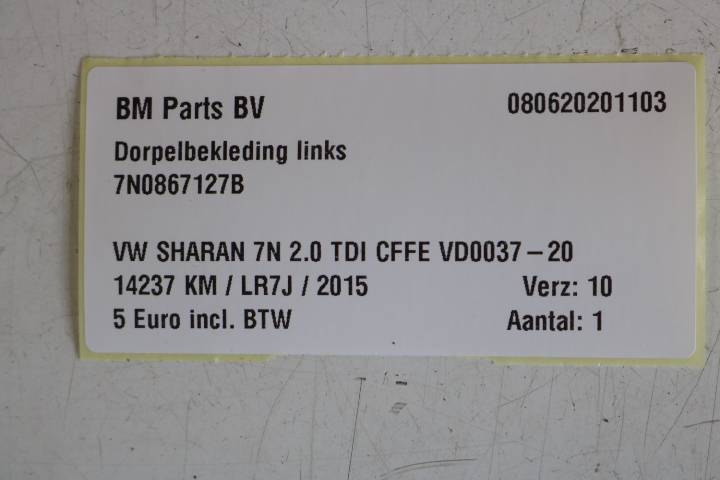 BM Parts BV 080620201103
Dorpelbekleding links
7N0867127B
VW SHARAN 7N 2.0 TDI CFFE VD0037-20
14237 KM / LR7J / 2015 Verz: 10
5 Euro incl. BTW Aantal: 1